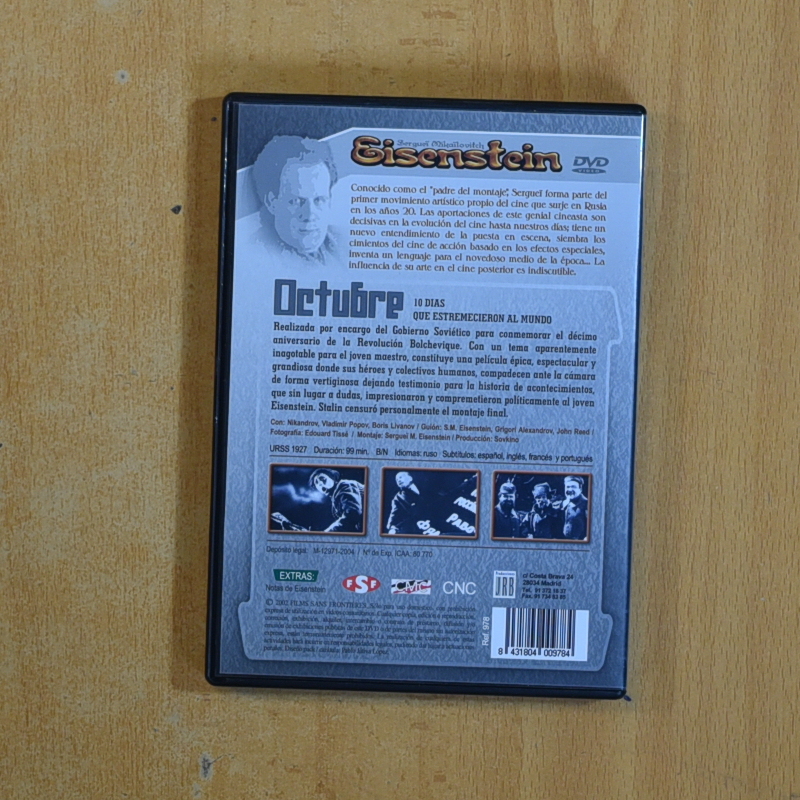 Serguei Mikailovitch
Eisenstein
DVD
VIDEO
Conocido como el "padre del montaje", Serguei forma parte del
primer movimiento artístico propio del cine que surje en Rusia
en los años '20. Las aportaciones de este genial cineasta son
decisivas en la evolución del cine hasta nuestros días; tiene un
nuevo entendimiento de la puesta en escena, siembra los
cimientos del cine de acción basado en los efectos especiales,
inventa un lenguaje para el novedoso medio de la época... La
influencia de su arte en el cine posterior es indiscutible.
Octubre
10 DIAS
QUE ESTREMECIERON AL MUNDO
Realizada por encargo del Gobierno Soviético para conmemorar el décimo
aniversario de la Revolución Bolchevique. Con un tema aparentemente
inagotable para el joven maestro, constituye una película épica, espectacular y
grandiosa donde sus héroes y colectivos humanos, compadecen ante la cámara
de forma vertiginosa dejando testimonio para la historia de acontecimientos,
que sin lugar a dudas, impresionaron y comprometieron políticamente al joven
Eisenstein. Stalin censuró personalmente el montaje final.
Con: Nikandrov, Vladimir Popov, Boris Livanov / Guión: S.M. Eisenstein, Grigori Alexandrov, John Reed /
Fotografía: Edouard Tissé / Montaje: Serguei M. Eisenstein / Producción: Sovkino
URSS 1927 Duración: 99 min. B/N Idiomas: ruso Subtítulos: español, inglés, francés y portugués
Depósito legal: M-12971-2004 / Nº de Exp. ICAA: 80 770
EXTRAS:
Notas de Eisenstein
FSF
CNC
JRB
c/ Costa Brava 24
28034 Madrid
© 2002 FILMS SANS FRONTIERES.
Ref. 978
8 431804 009784